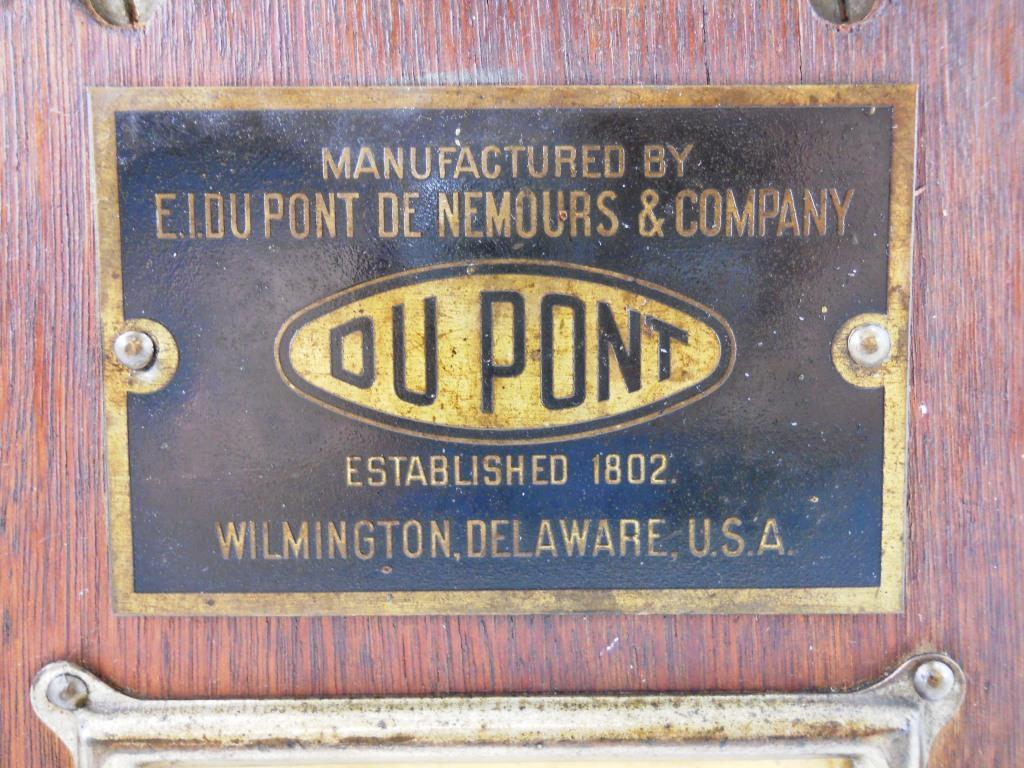 MANUFACTURED BY
E.I.DU PONT DE NEMOURS & COMPANY
DU PONT
ESTABLISHED 1802.
WILMINGTON, DELAWARE, U.S.A.